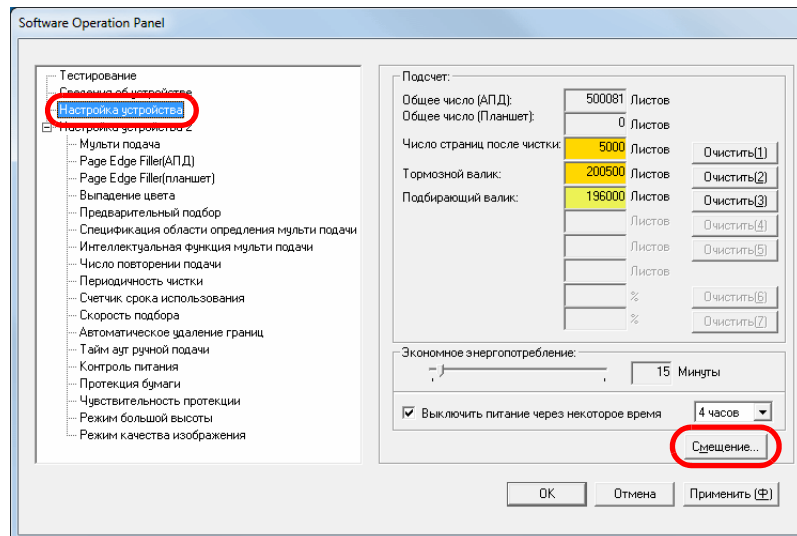 Software Operation Panel
Тестирование
Сведения об устройстве
Настройка устройства
Настройка устройства 2
Мульти подача
Page Edge Filler(АПД)
Page Edge Filler(планшет)
Выпадение цвета
Предварительный подбор
Спецификация области опредления мульти подачи
Интеллектуальная функция мульти подачи
Число повторении подачи
Периодичность чистки
Счетчик срока использования
Скорость подбора
Автоматическое удаление границ
Тайм аут ручной подачи
Контроль питания
Протекция бумаги
Чувствительность протекции
Режим большой высоты
Режим качества изображения
Подсчет:
Общее число (АПД): 500081 Листов
Общее число (Планшет): 0 Листов
Число страниц после чистки: 5000 Листов Очистить(1)
Тормозной валик: 200500 Листов Очистить(2)
Подбирающий валик: 196000 Листов Очистить(3)
Листов Очистить(4)
Листов Очистить(5)
Листов
% Очистить(6)
% Очистить(7)
Экономное энергопотребление:
15 Минуты
Выключить питание через некоторое время 4 часов
Смещение...
OK Отмена Применить (Ф)